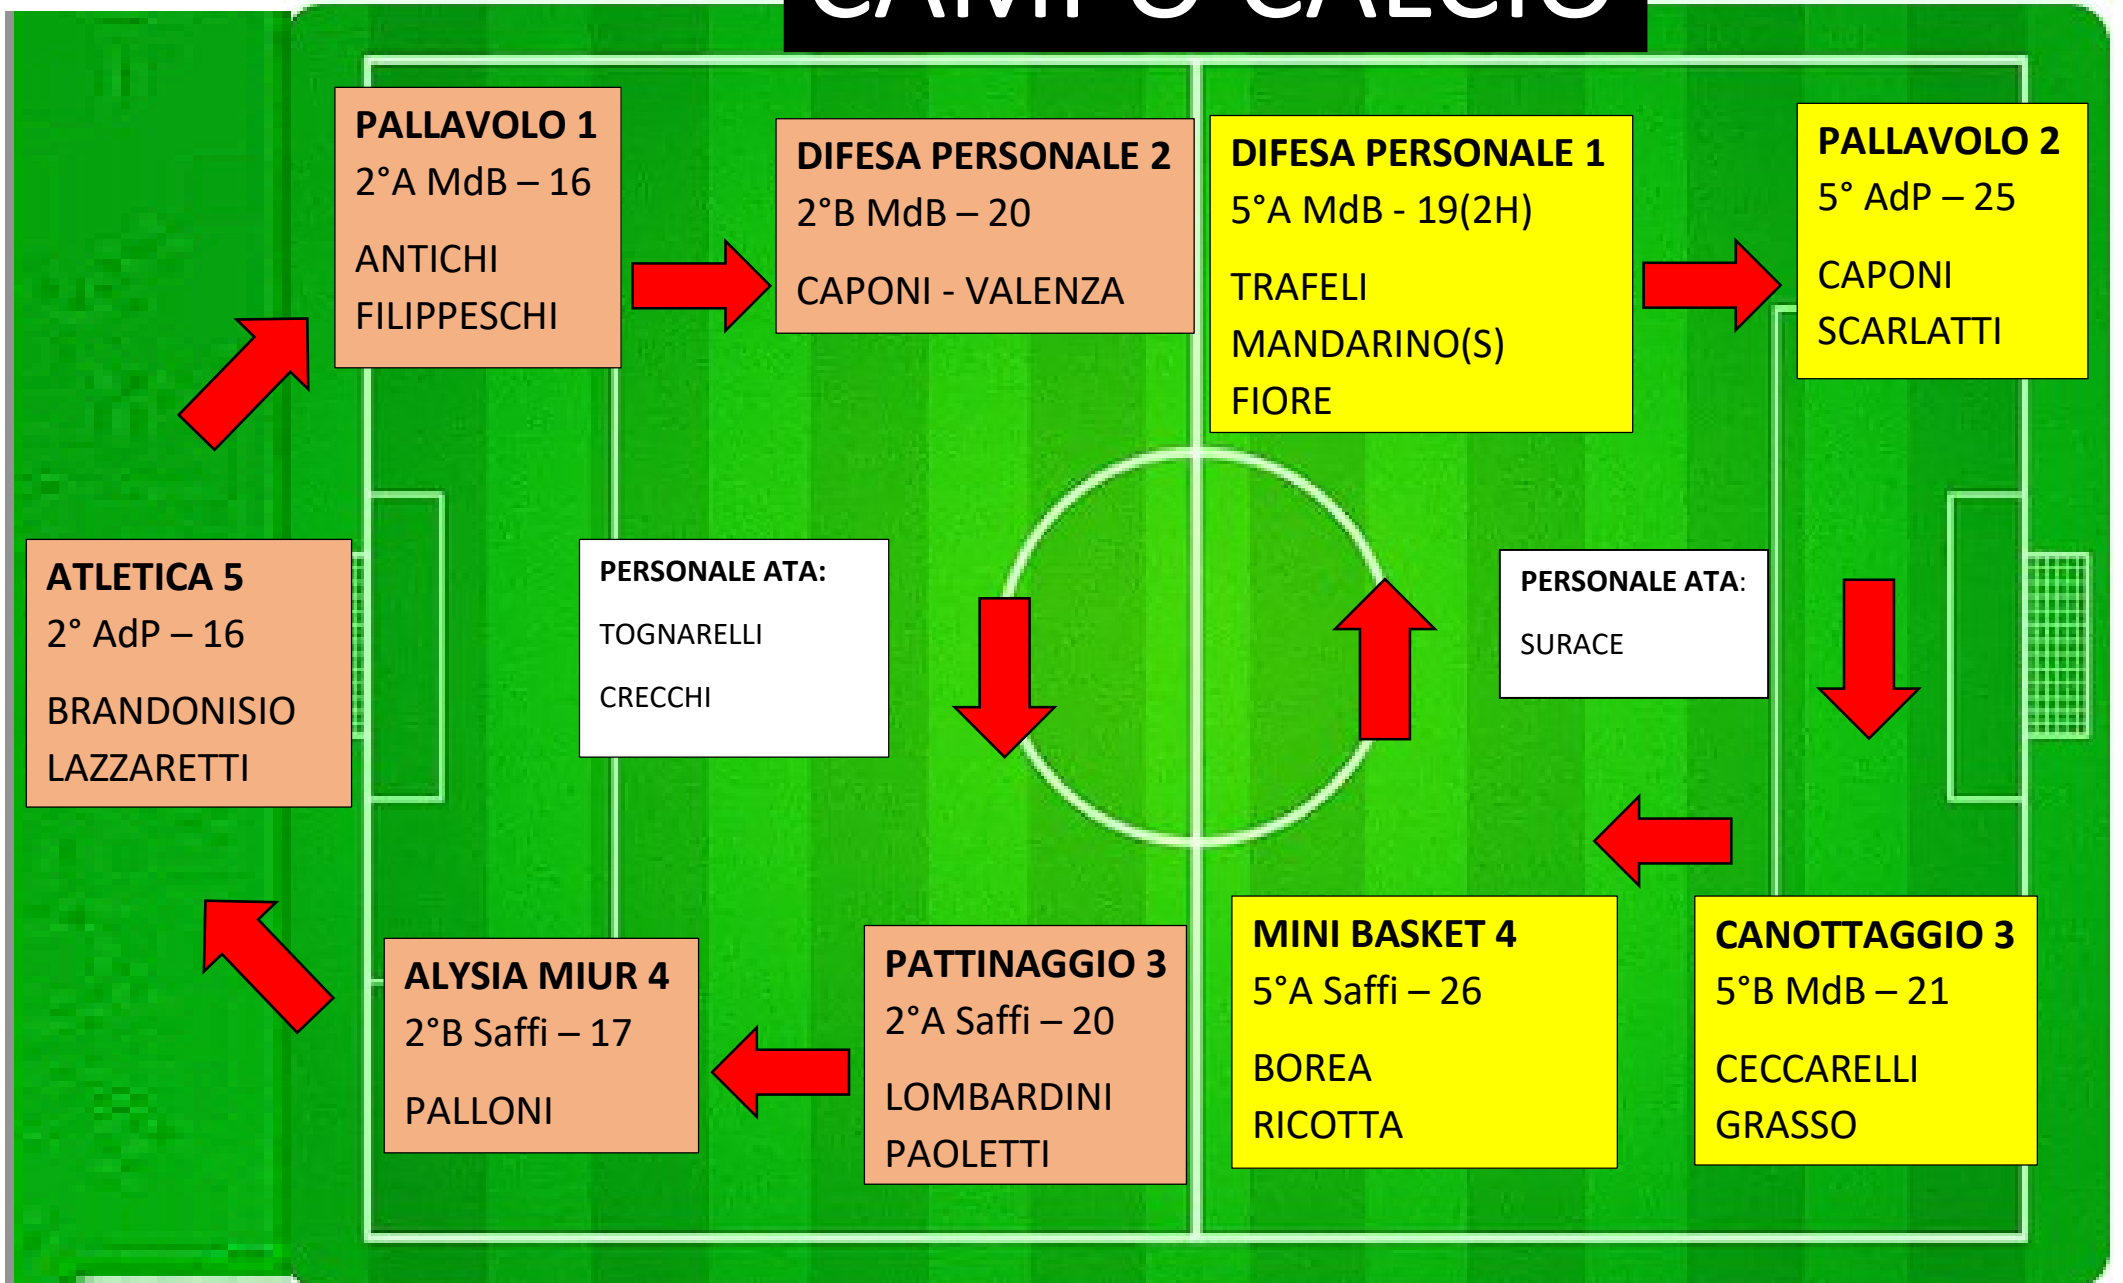 CAMPO CALCIO
PALLAVOLO 1
2°A MdB – 16
ANTICHI
FILIPPESCHI
DIFESA PERSONALE 2
2°B MdB – 20
CAPONI - VALENZA
DIFESA PERSONALE 1
5°A MdB - 19(2H)
TRAFELI
MANDARINO(S)
FIORE
PALLAVOLO 2
5° AdP – 25
CAPONI
SCARLATTI
ATLETICA 5
2° AdP – 16
BRANDONISIO
LAZZARETTI
PERSONALE ATA:
TOGNARELLI
CRECCHI
PERSONALE ATA:
SURACE
ALYSIA MIUR 4
2°B Saffi – 17
PALLONI
PATTINAGGIO 3
2°A Saffi – 20
LOMBARDINI
PAOLETTI
MINI BASKET 4
5°A Saffi – 26
BOREA
RICOTTA
CANOTTAGGIO 3
5°B MdB – 21
CECCARELLI
GRASSO